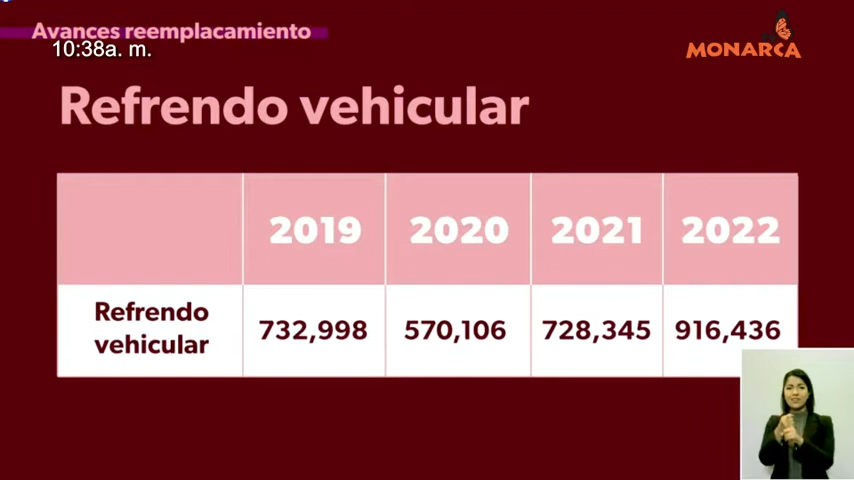 Avances reemplacamiento
10:38a. m.
MONARCA
Refrendo vehicular
2019 2020 2021 2022
Refrendo
vehicular
732,998 570,106 728,345 916,436